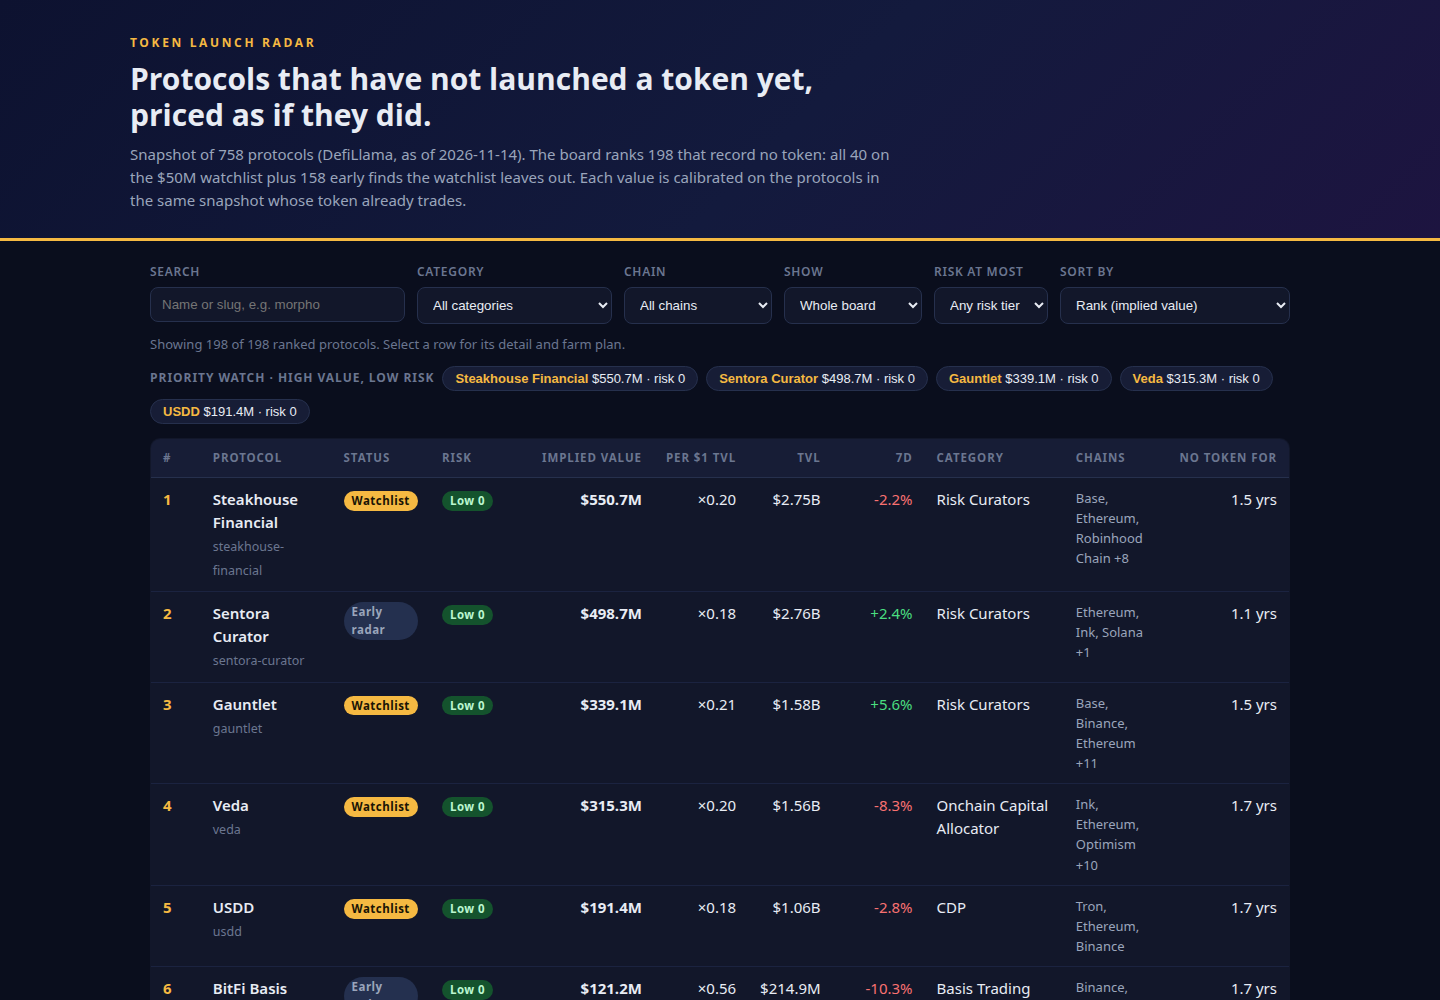 TOKEN LAUNCH RADAR
Protocols that have not launched a token yet,
priced as if they did.
Snapshot of 758 protocols (DefiLlama, as of 2026-11-14). The board ranks 198 that record no token: all 40 on
the $50M watchlist plus 158 early finds the watchlist leaves out. Each value is calibrated on the protocols in
the same snapshot whose token already trades.
SEARCH CATEGORY CHAIN SHOW RISK AT MOST SORT BY
Name or slug, e.g. morpho All categories All chains Whole board Any risk tier Rank (implied value)
Showing 198 of 198 ranked protocols. Select a row for its detail and farm plan.
PRIORITY WATCH · HIGH VALUE, LOW RISK Steakhouse Financial $550.7M · risk 0 Sentora Curator $498.7M · risk 0 Gauntlet $339.1M · risk 0 Veda $315.3M · risk 0
USDD $191.4M · risk 0
# PROTOCOL STATUS RISK IMPLIED VALUE PER $1 TVL TVL 7D CATEGORY CHAINS NO TOKEN FOR
1 Steakhouse Watchlist Low 0 $550.7M ×0.20 $2.75B -2.2% Risk Curators Base, 1.5 yrs
Financial Ethereum,
steakhouse- Robinhood
financial Chain +8
2 Sentora Early Low 0 $498.7M ×0.18 $2.76B +2.4% Risk Curators Ethereum, 1.1 yrs
Curator radar Ink, Solana
sentora-curator +1
3 Gauntlet Watchlist Low 0 $339.1M ×0.21 $1.58B +5.6% Risk Curators Base, 1.5 yrs
gauntlet Binance,
Ethereum
+11
4 Veda Watchlist Low 0 $315.3M ×0.20 $1.56B -8.3% Onchain Capital Ink, 1.7 yrs
veda Allocator Ethereum,
Optimism
+10
5 USDD Watchlist Low 0 $191.4M ×0.18 $1.06B -2.8% CDP Tron, 1.7 yrs
usdd Ethereum,
Binance
6 BitFi Basis Early Low 0 $121.2M ×0.56 $214.9M -10.3% Basis Trading Binance, 1.7 yrs